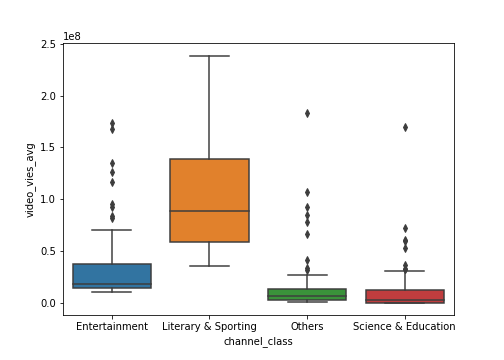 1e8
2.5
2.0
1.5
1.0
0.5
0.0
video_vies_avg
Entertainment Literary & Sporting Others Science & Education
channel_class